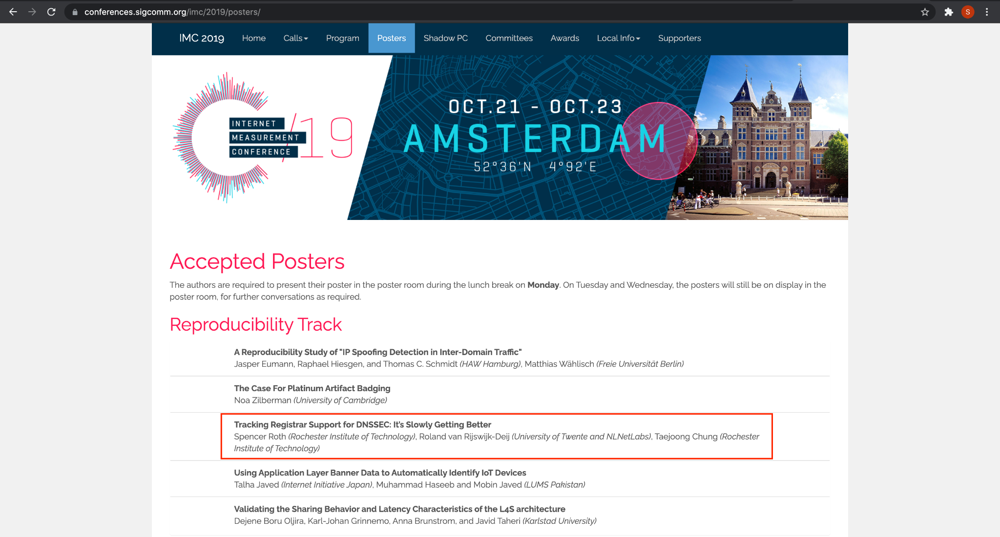 conferences.sigcomm.org/imc/2019/posters/
S
IMC 2019 Home Calls Program Posters Shadow PC Committees Awards Local Info Supporters
INTERNET
MEASUREMENT
CONFERENCE
/19
OCT.21 - OCT.23
AMSTERDAM
52°36'N 4°92'E
Accepted Posters
The authors are required to present their poster in the poster room during the lunch break on Monday. On Tuesday and Wednesday, the posters will still be on display in the
poster room, for further conversations as required.
Reproducibility Track
A Reproducibility Study of "IP Spoofing Detection in Inter-Domain Traffic"
Jasper Eumann, Raphael Hiesgen, and Thomas C. Schmidt (HAW Hamburg), Matthias Wählisch (Freie Universität Berlin)
The Case For Platinum Artifact Badging
Noa Zilberman (University of Cambridge)
Tracking Registrar Support for DNSSEC: It's Slowly Getting Better
Spencer Roth (Rochester Institute of Technology), Roland van Rijswijk-Deij (University of Twente and NLNetLabs), Taejoong Chung (Rochester
Institute of Technology)
Using Application Layer Banner Data to Automatically Identify IoT Devices
Talha Javed (Internet Initiative Japan), Muhammad Haseeb and Mobin Javed (LUMS Pakistan)
Validating the Sharing Behavior and Latency Characteristics of the L4S architecture
Dejene Boru Oljira, Karl-Johan Grinnemo, Anna Brunstrom, and Javid Taheri (Karlstad University)